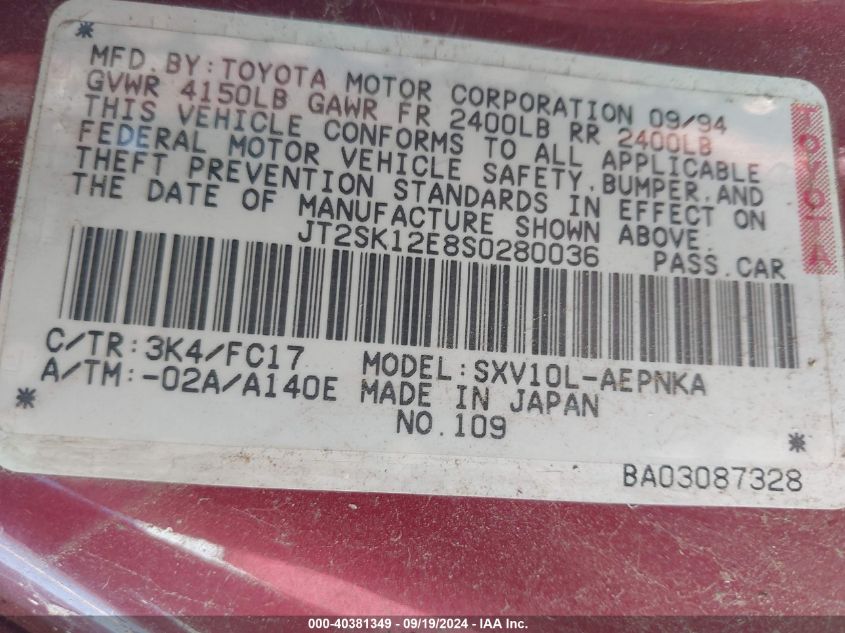 MFD. BY: TOYOTA MOTOR CORPORATION 09/94
GVWR 4150LB GAWR FR 2400LB RR 2400LB
THIS VEHICLE CONFORMS TO ALL APPLICABLE
FEDERAL MOTOR VEHICLE SAFETY, BUMPER, AND
THEFT PREVENTION STANDARDS IN EFFECT ON
THE DATE OF MANUFACTURE SHOWN ABOVE.
JT2SK12E8S0280036 PASS. CAR
TOYOTA
C/TR: 3K4/FC17 MODEL: SXV10L-AEPNKA
A/TM: -02A/A140E MADE IN JAPAN
* NO. 109 *
BA03087328
000-40381349 - 09/19/2024 - IAAI Inc.